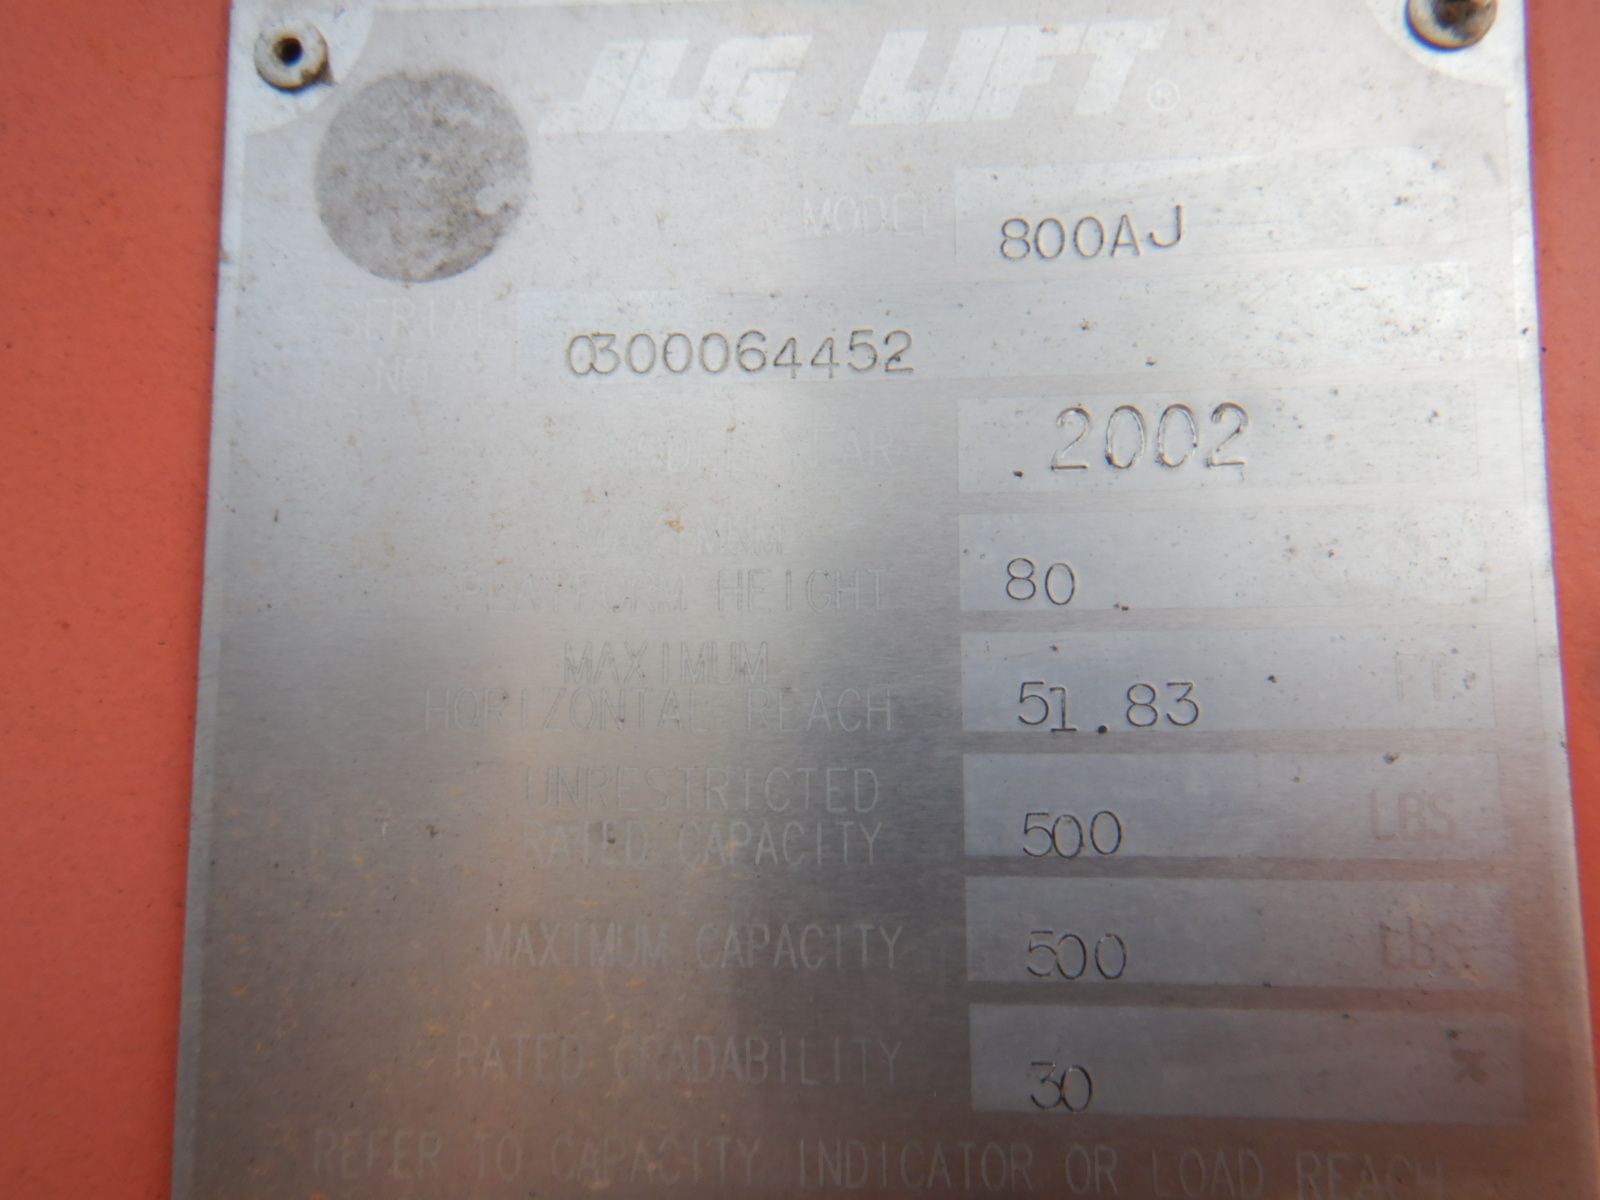 JLG LIFT®
MODEL 800AJ
SERIAL
NO 0300064452
MODEL YEAR 2002
MAXIMUM
PLATFORM HEIGHT 80
MAXIMUM
HORIZONTAL REACH 51.83 FT.
UNRESTRICTED
RATED CAPACITY 500 LBS.
MAXIMUM CAPACITY 500 LBS.
RATED GRADABILITY 30 %
REFER TO CAPACITY INDICATOR OR LOAD REACH